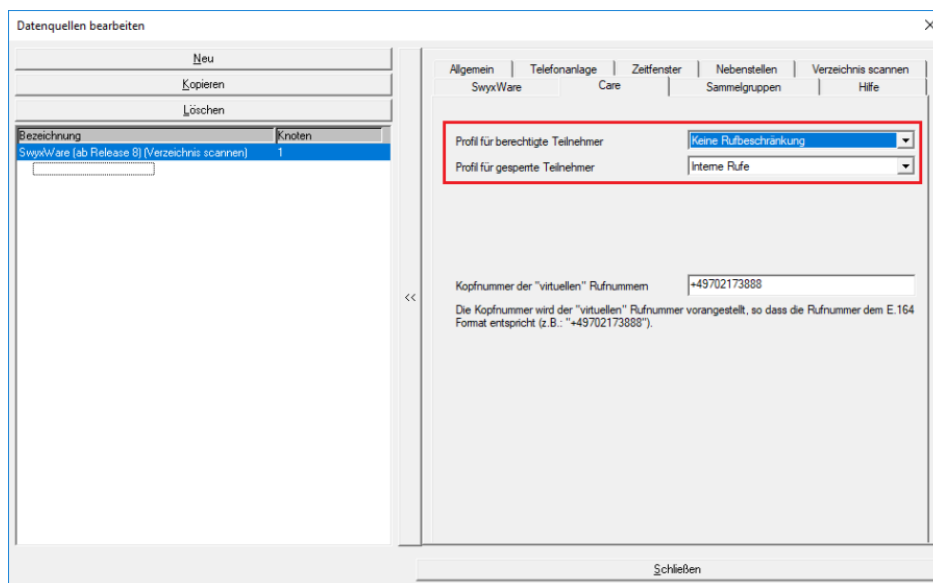 Datenquellen bearbeiten
Neu
Kopieren
Löschen
Bezeichnung Knoten
SwyxWare (ab Release 8) (Verzeichnis scannen) 1
<<
Allgemein Telefonanlage Zeitfenster Nebenstellen Verzeichnis scannen
SwyxWare Care Sammelgruppen Hilfe
Profil für berechtigte Teilnehmer Keine Rufbeschränkung
Profil für gesperrte Teilnehmer Interne Rufe
Kopfnummer der "virtuellen" Rufnummern +49702173888
Die Kopfnummer wird der "virtuellen" Rufnummer vorangestellt, so dass die Rufnummer dem E.164
Format entspricht (z.B.: "+49702173888").
Schließen